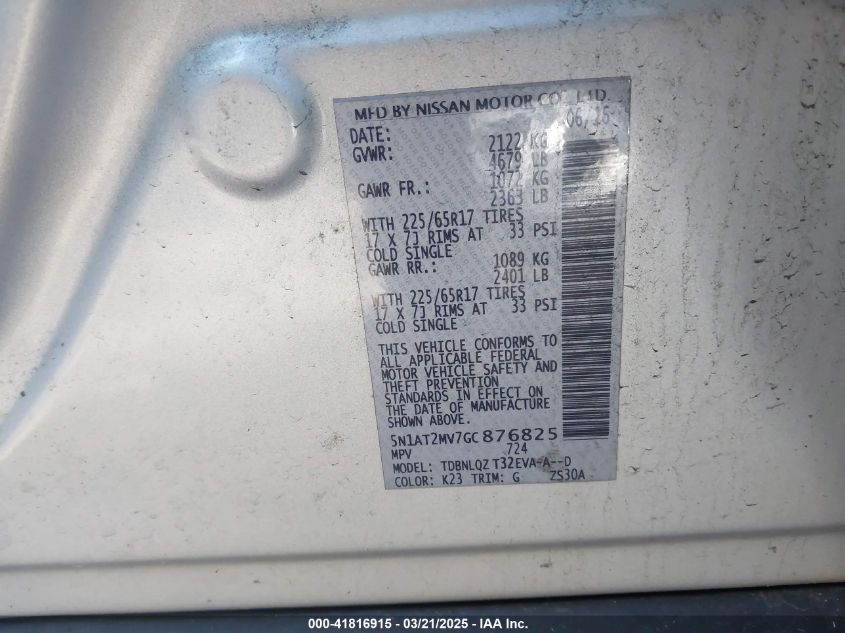 MFD BY NISSAN MOTOR CO., LTD.
DATE: 06/15
GVWR: 2122 KG
4679 LB
GAWR FR.: 1072 KG
2363 LB
WITH 225/65R17 TIRES
17 X 7J RIMS AT 33 PSI
COLD SINGLE
GAWR RR.: 1089 KG
2401 LB
WITH 225/65R17 TIRES
17 X 7J RIMS AT 33 PSI
COLD SINGLE
THIS VEHICLE CONFORMS TO
ALL APPLICABLE FEDERAL
MOTOR VEHICLE SAFETY AND
THEFT PREVENTION
STANDARDS IN EFFECT ON
THE DATE OF MANUFACTURE
SHOWN ABOVE.
5N1AT2MV7GC876825
MPV 724
MODEL: TDBNLQZ T32EVA-A--D
COLOR: K23 TRIM: G ZS30A
000-41816915 — 03/21/2025 — IAA Inc.